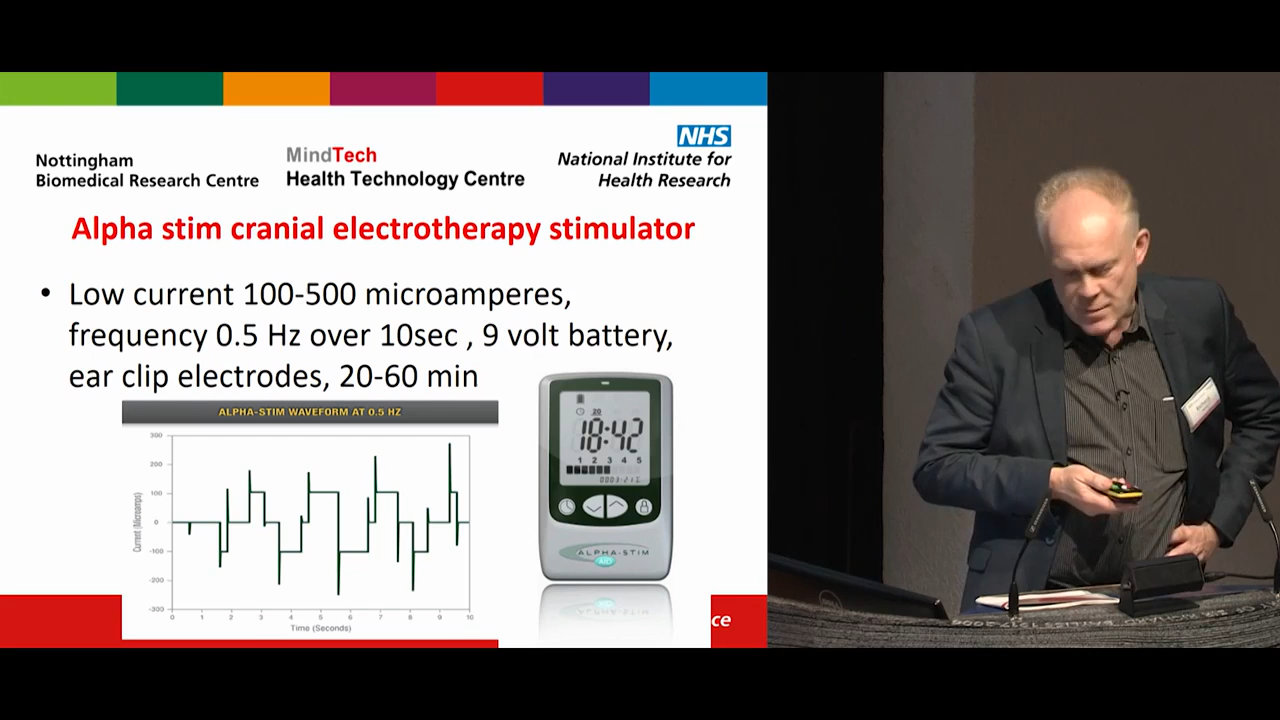 Nottingham
Biomedical Research Centre
MindTech
Health Technology Centre
NHS
National Institute for
Health Research
Alpha stim cranial electrotherapy stimulator
• Low current 100-500 microamperes,
frequency 0.5 Hz over 10sec , 9 volt battery,
ear clip electrodes, 20-60 min
ALPHA-STIM WAVEFORM AT 0.5 HZ
300
200
100
0
-100
-200
-300
Current (Microamps)
0 1 2 3 4 5 6 7 8 9 10
Time (Seconds)
20
18:42
1 2 3 4 5
ALPHA-STIM
AID
ce